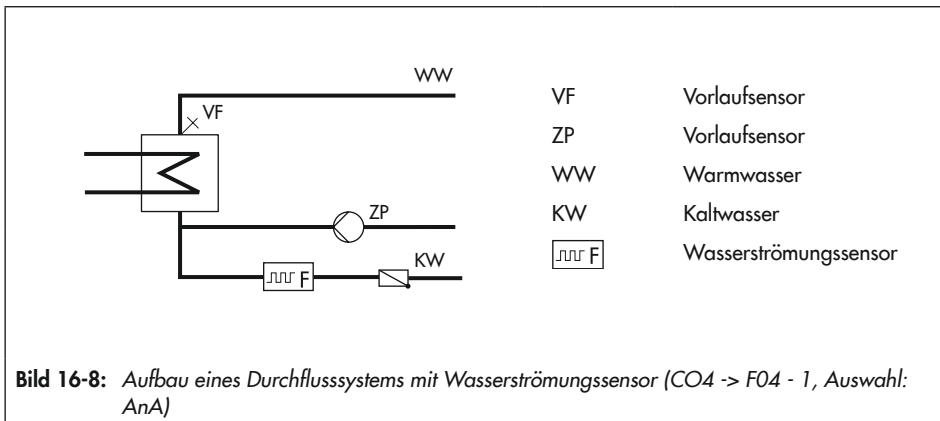 WW
VF
ZP
KW
F
VF Vorlaufsensor
ZP Vorlaufsensor
WW Warmwasser
KW Kaltwasser
F Wasserströmungssensor
Bild 16-8: Aufbau eines Durchflusssystems mit Wasserströmungssensor (CO4 -> F04 - 1, Auswahl:
AnA)